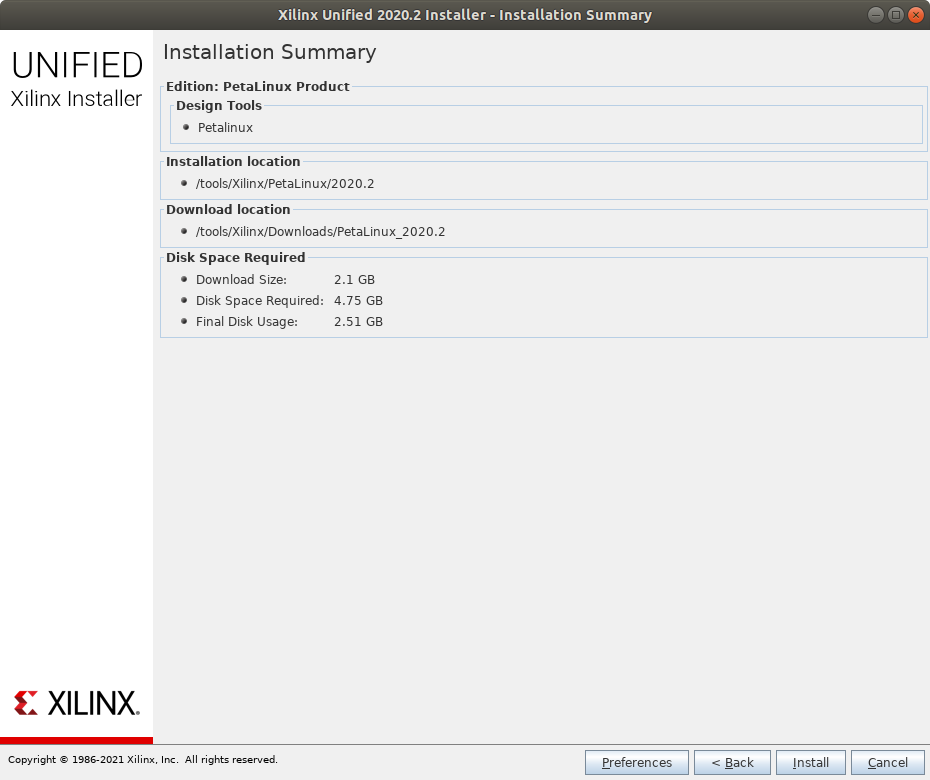 Xilinx Unified 2020.2 Installer - Installation Summary
UNIFIED
Xilinx Installer
Installation Summary
Edition: PetaLinux Product
Design Tools
Petalinux
Installation location
/tools/Xilinx/PetaLinux/2020.2
Download location
/tools/Xilinx/Downloads/PetaLinux_2020.2
Disk Space Required
Download Size: 2.1 GB
Disk Space Required: 4.75 GB
Final Disk Usage: 2.51 GB
XILINX.
Copyright © 1986-2021 Xilinx, Inc. All rights reserved.
Preferences < Back Install Cancel